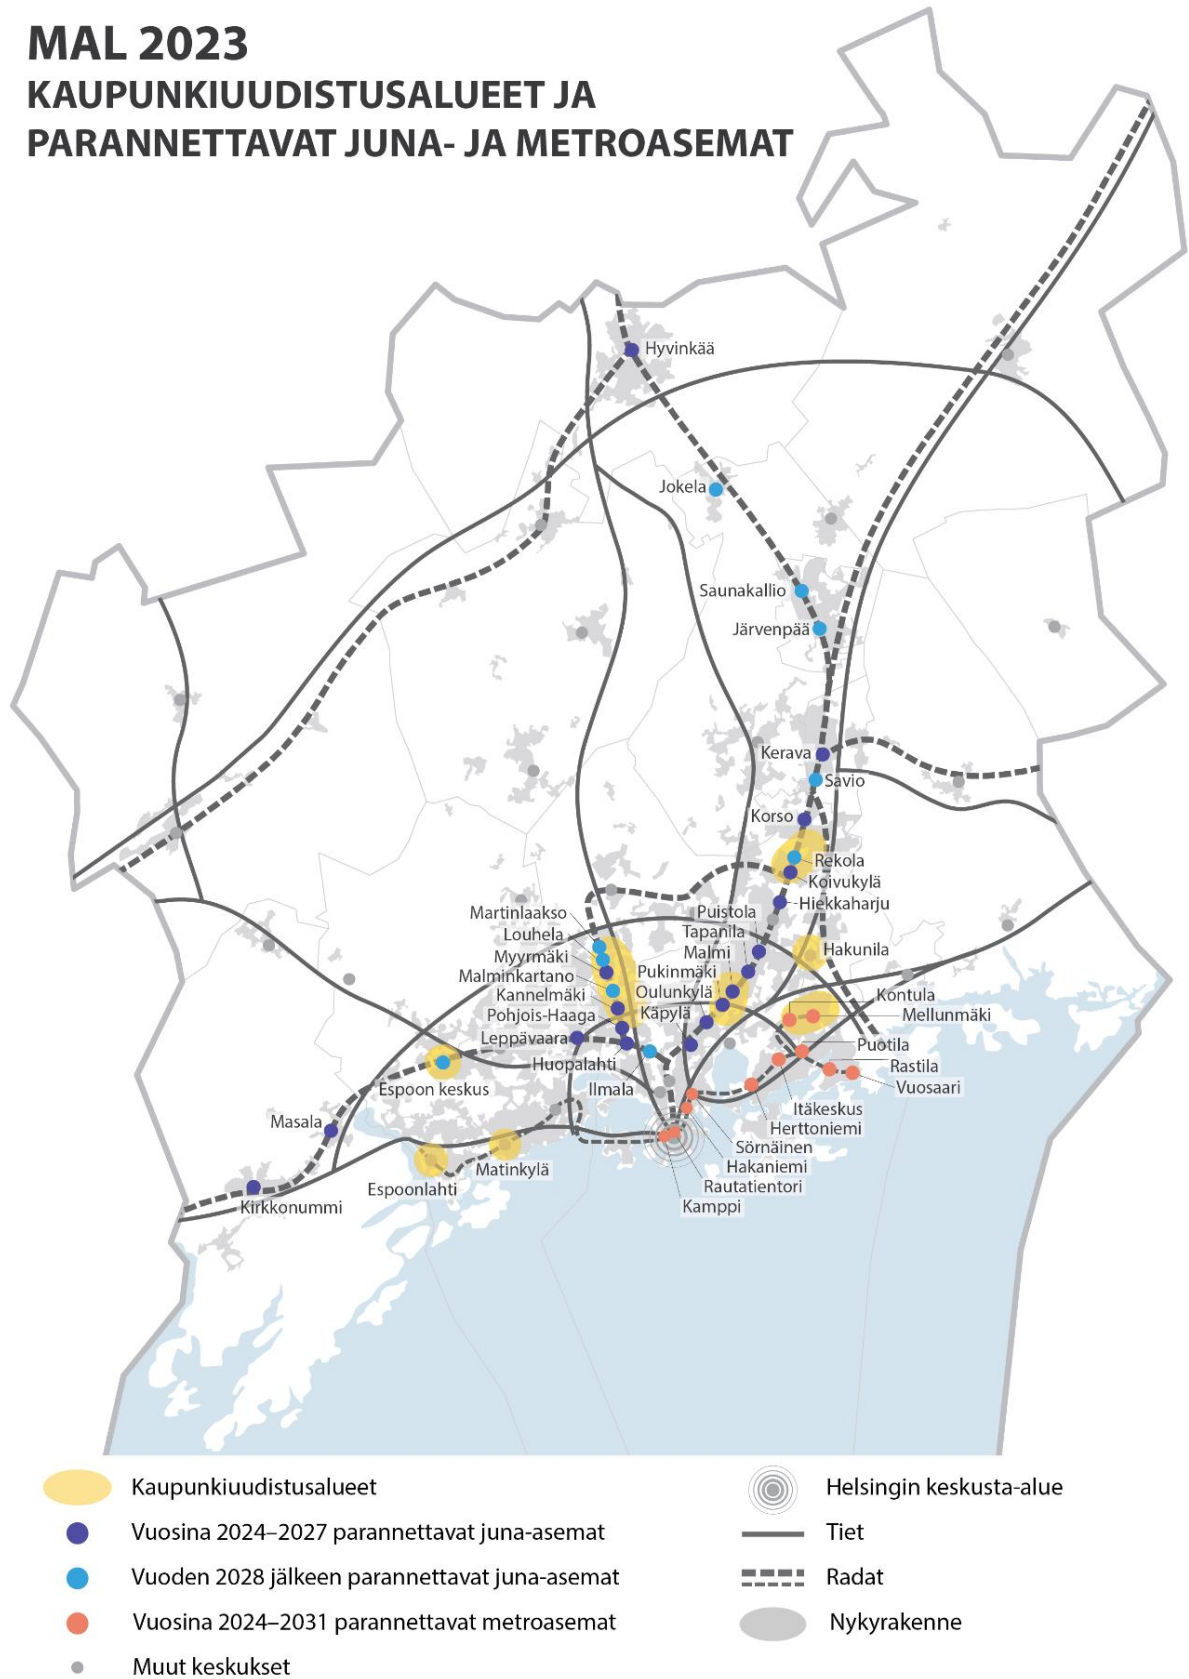 MAL 2023
KAUPUNKIUUDISTUSALUEET JA
PARANNETTAVAT JUNA- JA METROASEMAT
Hyvinkää
Jokela
Saunakallio
Järvenpää
Kerava
Savio
Korso
Rekola
Koivukylä
Hiekkaharju
Puistola
Tapanila
Malmi
Pukinmäki
Oulunkylä
Käpylä
Hakunila
Martinlaakso
Louhela
Myyrmäki
Malminkartano
Kannelmäki
Pohjois-Haaga
Leppävaara
Huopalahti
Ilmala
Kontula
Mellunmäki
Puotila
Rastila
Vuosaari
Itäkeskus
Herttoniemi
Sörnäinen
Hakaniemi
Rautatientori
Kamppi
Espoon keskus
Masala
Matinkylä
Espoonlahti
Kirkkonummi
Kaupunkiuudistusalueet
Vuosina 2024–2027 parannettavat juna-asemat
Vuoden 2028 jälkeen parannettavat juna-asemat
Vuosina 2024–2031 parannettavat metroasemat
Muut keskukset
Helsingin keskusta-alue
Tiet
Radat
Nykyrakenne